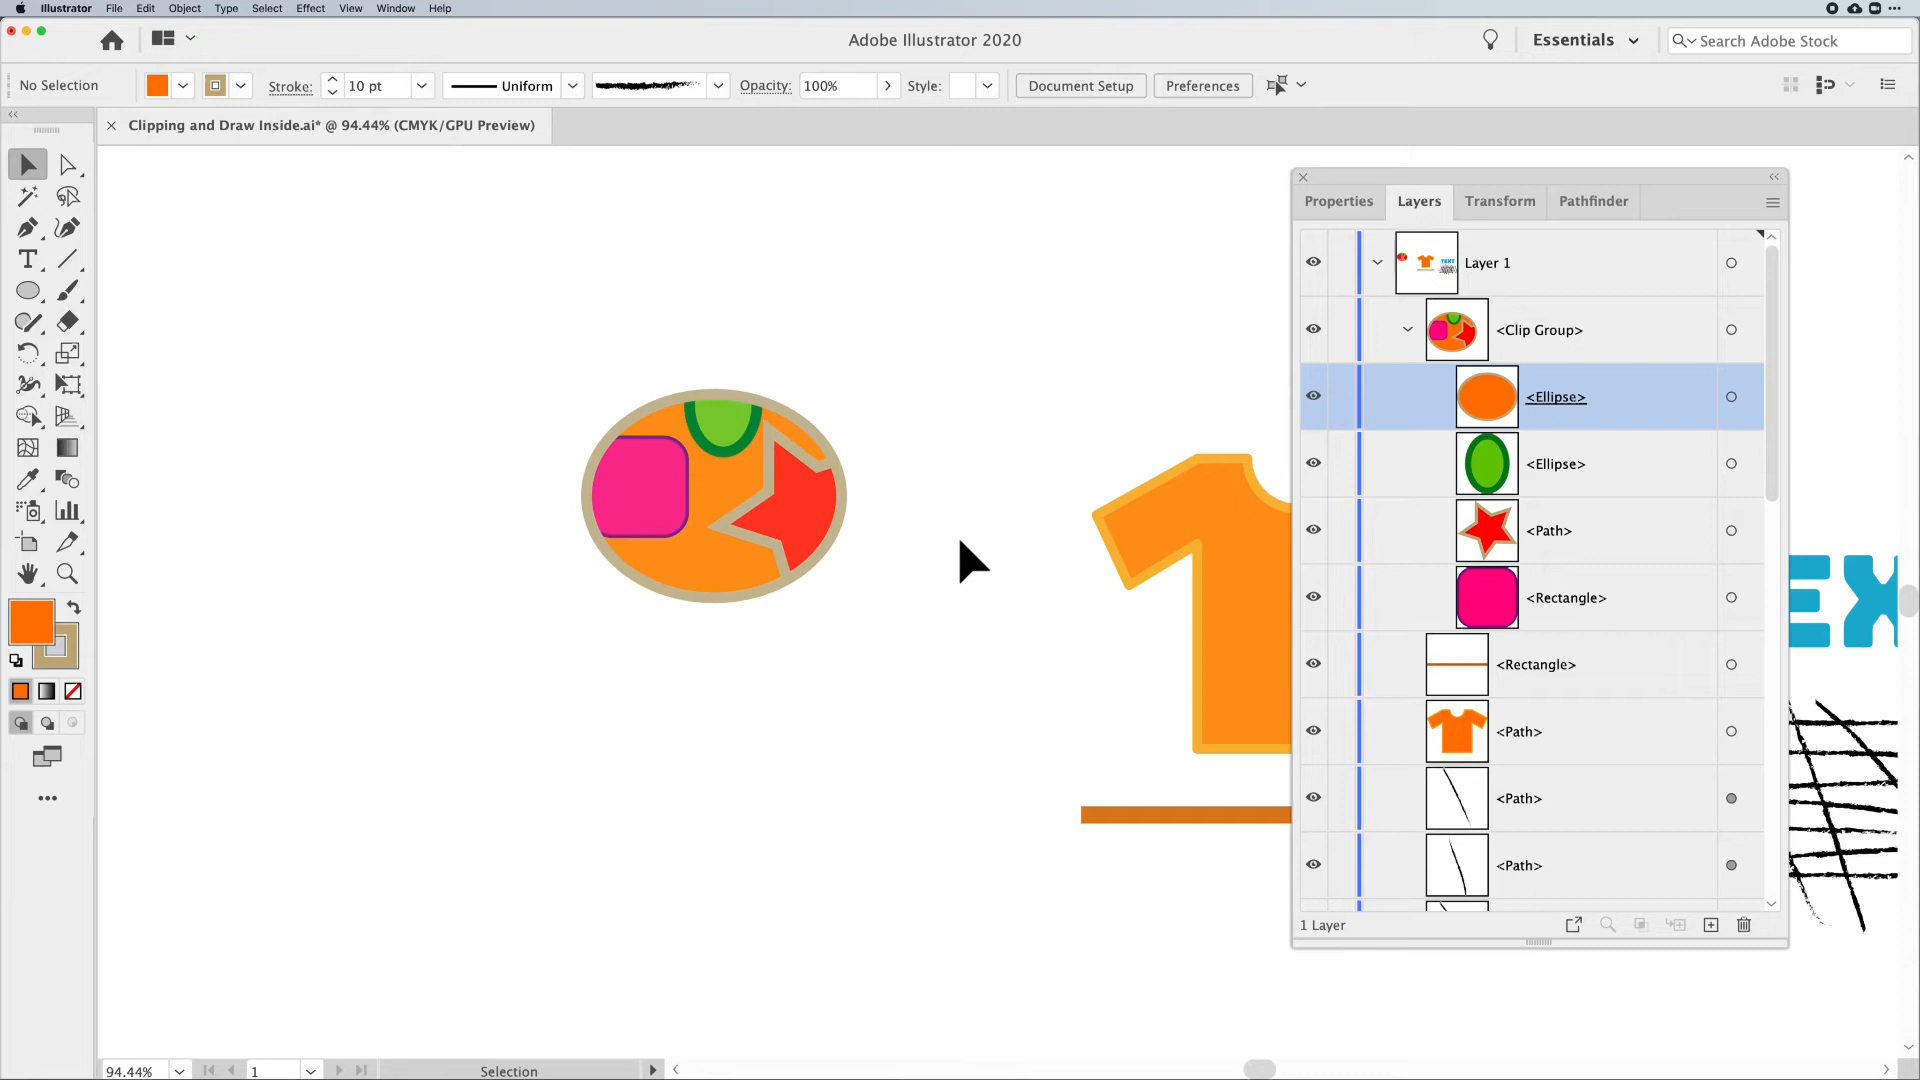 Illustrator File Edit Object Type Select Effect View Window Help
Adobe Illustrator 2020
Essentials
Search Adobe Stock
No Selection
Stroke: 10 pt
Uniform
Opacity: 100%
Style:
Document Setup
Preferences
Clipping and Draw Inside.ai* @ 94.44% (CMYK/GPU Preview)
Properties Layers Transform Pathfinder
Layer 1
<Clip Group>
<Ellipse>
<Ellipse>
<Path>
<Rectangle>
<Rectangle>
<Path>
<Path>
<Path>
1 Layer
EX
94.44%
1
Selection